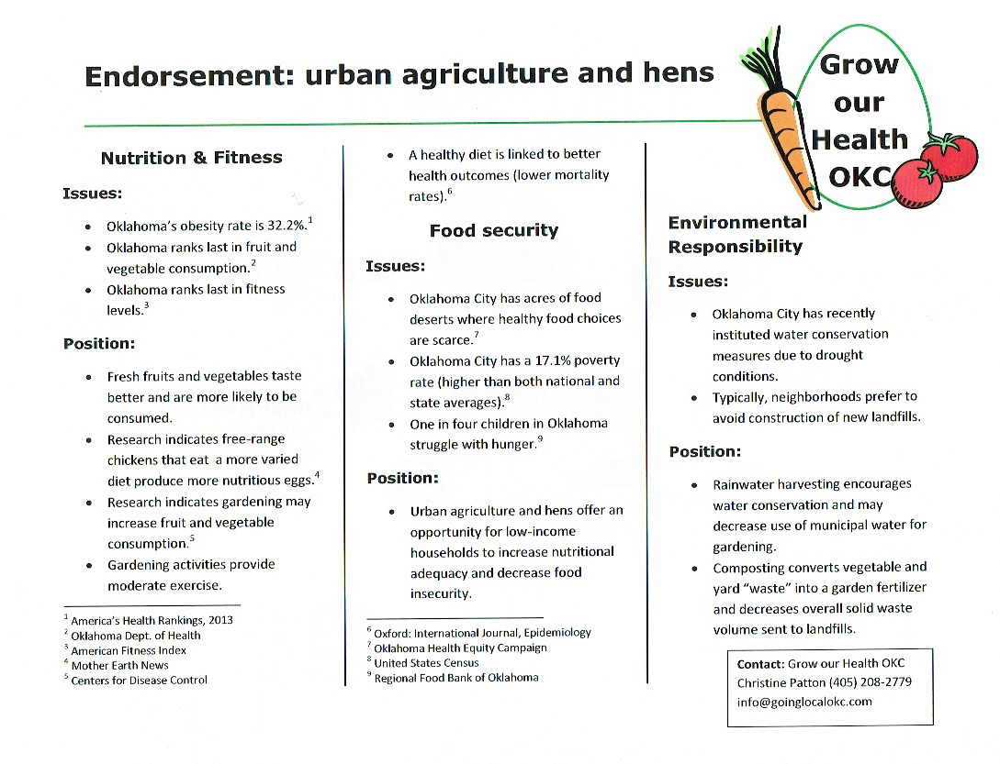 Endorsement: urban agriculture and hens
Grow
our
Health
OKC
Nutrition & Fitness
Issues:
• Oklahoma's obesity rate is 32.2%.1
• Oklahoma ranks last in fruit and
vegetable consumption.2
• Oklahoma ranks last in fitness
levels.3
Position:
• Fresh fruits and vegetables taste
better and are more likely to be
consumed.
• Research indicates free-range
chickens that eat a more varied
diet produce more nutritious eggs.4
• Research indicates gardening may
increase fruit and vegetable
consumption.5
• Gardening activities provide
moderate exercise.
1 America's Health Rankings, 2013
2 Oklahoma Dept. of Health
3 American Fitness Index
4 Mother Earth News
5 Centers for Disease Control
• A healthy diet is linked to better
health outcomes (lower mortality
rates).6
Food security
Issues:
• Oklahoma City has acres of food
deserts where healthy food choices
are scarce.7
• Oklahoma City has a 17.1% poverty
rate (higher than both national and
state averages).8
• One in four children in Oklahoma
struggle with hunger.9
Position:
• Urban agriculture and hens offer an
opportunity for low-income
households to increase nutritional
adequacy and decrease food
insecurity.
6 Oxford: International Journal, Epidemiology
7 Oklahoma Health Equity Campaign
8 United States Census
9 Regional Food Bank of Oklahoma
Environmental
Responsibility
Issues:
• Oklahoma City has recently
instituted water conservation
measures due to drought
conditions.
• Typically, neighborhoods prefer to
avoid construction of new landfills.
Position:
• Rainwater harvesting encourages
water conservation and may
decrease use of municipal water for
gardening.
• Composting converts vegetable and
yard "waste" into a garden fertilizer
and decreases overall solid waste
volume sent to landfills.
Contact: Grow our Health OKC
Christine Patton (405) 208-2779
info@goinglocalokc.com